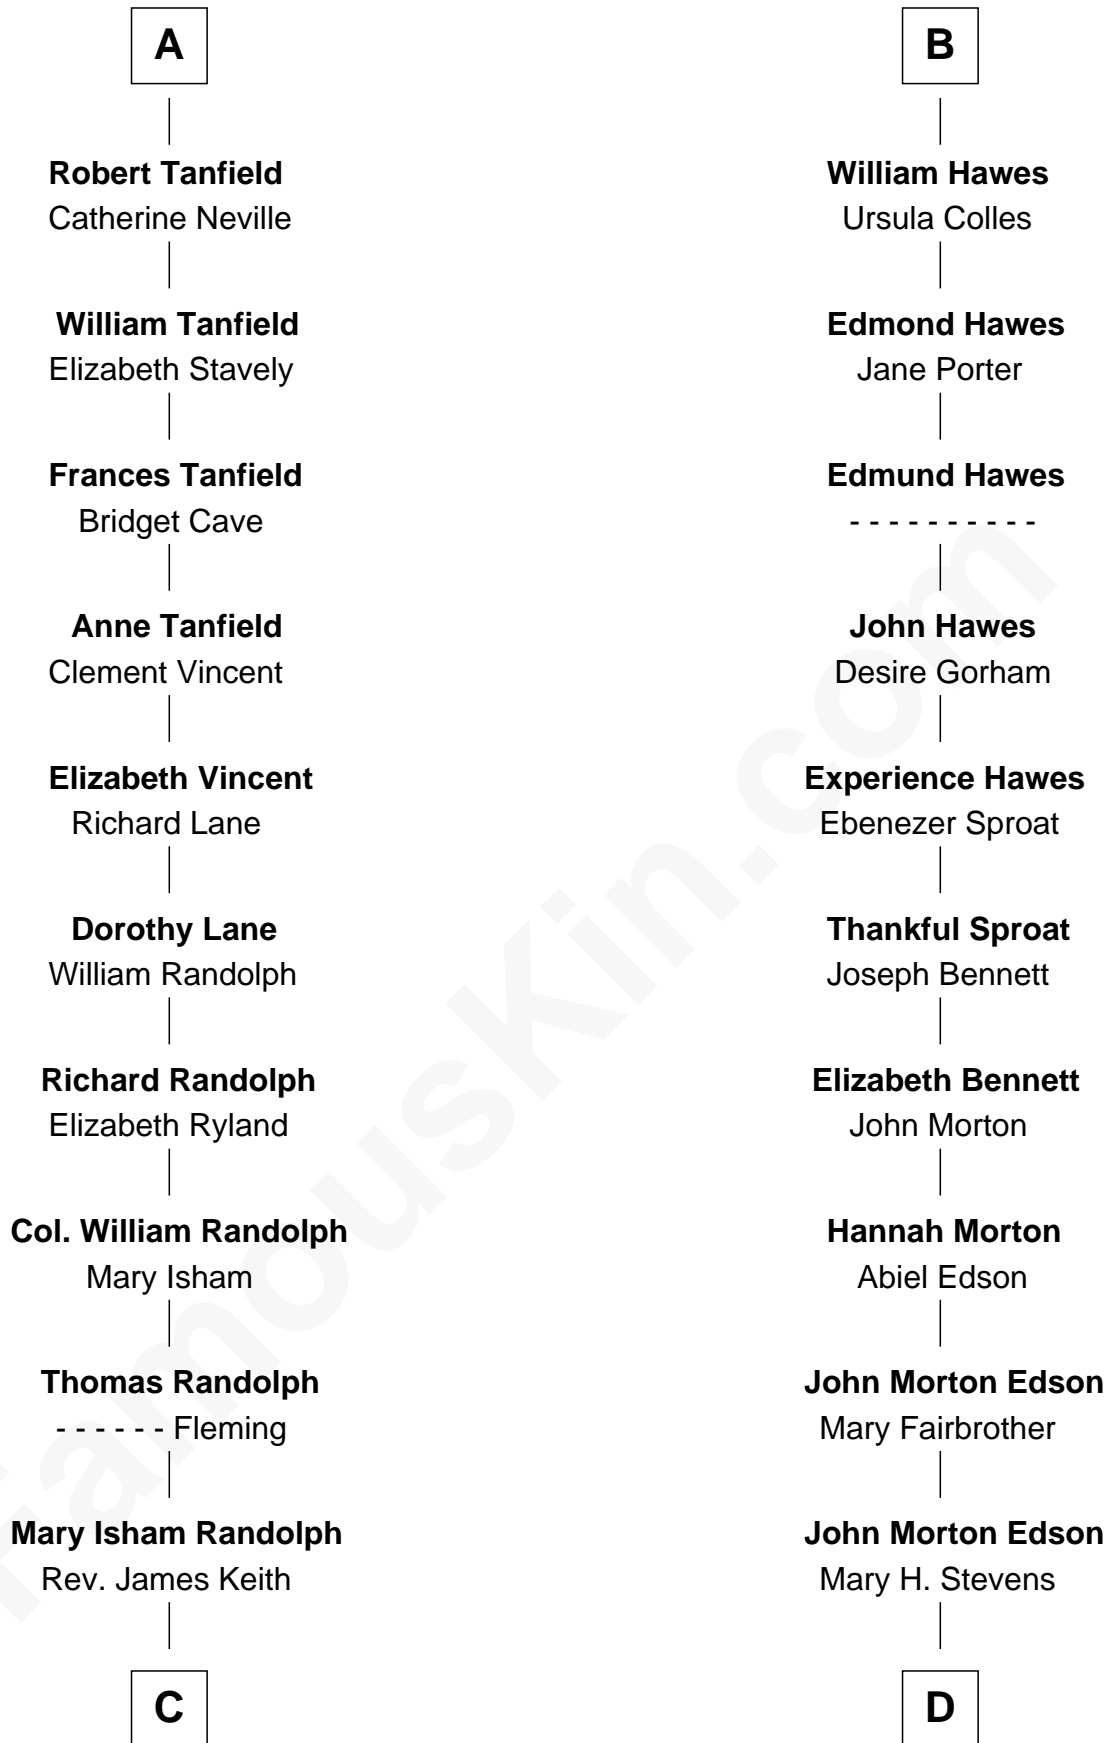 A
Robert Tanfield
Catherine Neville
William Tanfield
Elizabeth Stavely
Frances Tanfield
Bridget Cave
Anne Tanfield
Clement Vincent
Elizabeth Vincent
Richard Lane
Dorothy Lane
William Randolph
Richard Randolph
Elizabeth Ryland
Col. William Randolph
Mary Isham
Thomas Randolph
- - - - - - Fleming
Mary Isham Randolph
Rev. James Keith
C
B
William Hawes
Ursula Colles
Edmond Hawes
Jane Porter
Edmund Hawes
- - - - - - - - - -
John Hawes
Desire Gorham
Experience Hawes
Ebenezer Sproat
Thankful Sproat
Joseph Bennett
Elizabeth Bennett
John Morton
Hannah Morton
Abiel Edson
John Morton Edson
Mary Fairbrother
John Morton Edson
Mary H. Stevens
D
FamousKin.com